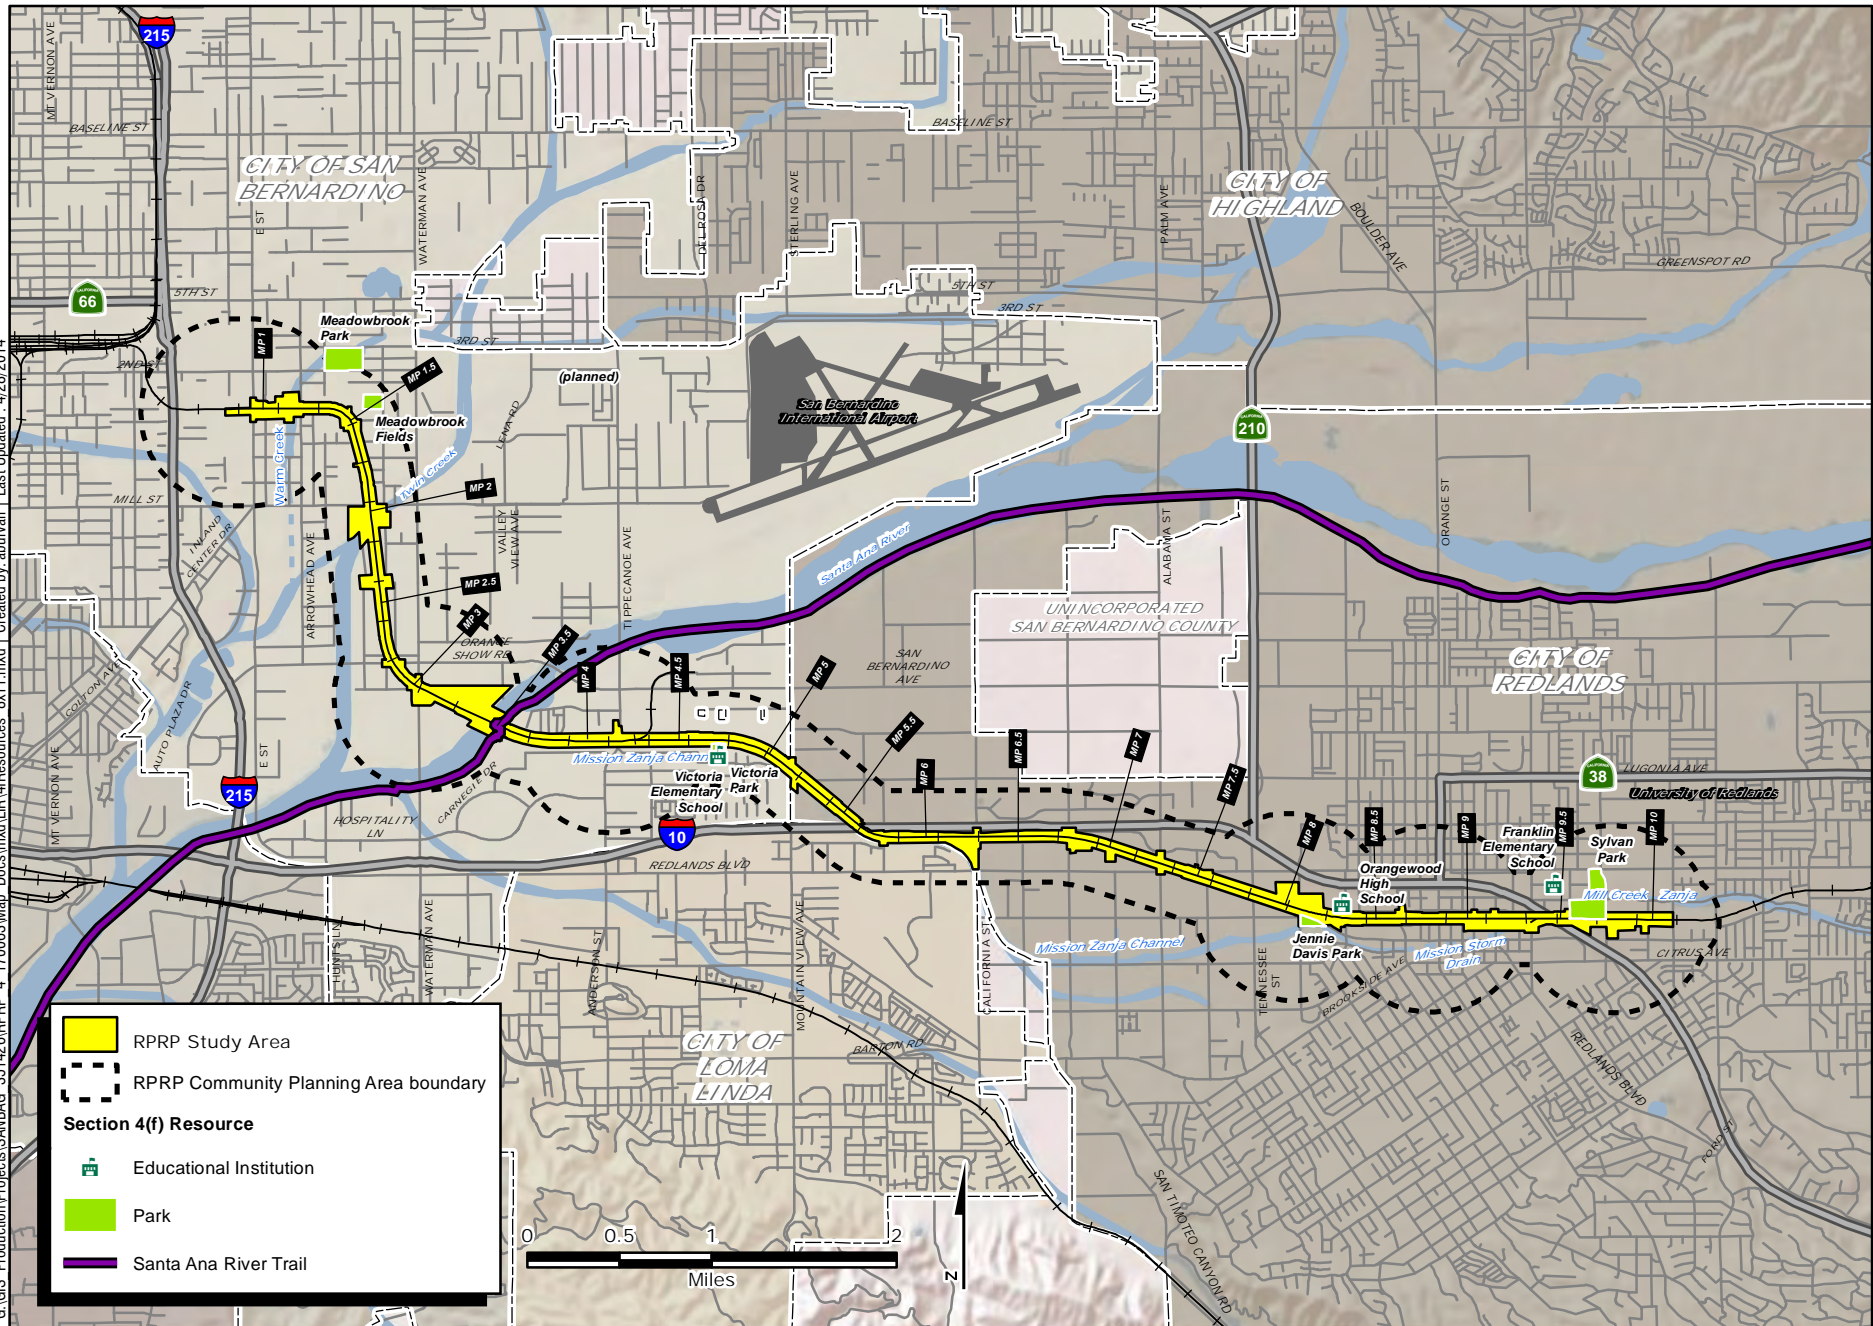 215
MT VERNON AVE
BASELINE ST
BASELINE ST
CITY OF SAN
BERNARDINO
E ST
WATERMAN AVE
DEL ROSA DR
STERLING AVE
PALM AVE
CITY OF
HIGHLAND
BOULDER AVE
GREENSPOT RD
66
5TH ST
5TH ST
3RD ST
3RD ST
2ND ST
MP 1
Meadowbrook
Park
MP 1.5
(planned)
San Bernardino
International Airport
Meadowbrook
Fields
LENA RD
210
Warm Creek
Twin Creek
MILL ST
MP 2
INLAND
CENTER DR
VALLEY
VIEW AVE
TIPPECANOE AVE
Santa Ana River
ALABAMA ST
ORANGE ST
ARROWHEAD AVE
MP 2.5
MP 3
ORANGE
SHOW RD
MP 3.5
MP 4
MP 4.5
MP 5
SAN
BERNARDINO
AVE
UNINCORPORATED
SAN BERNARDINO COUNTY
CITY OF
REDLANDS
COLTON AVE
AUTO PLAZA DR
E ST
MT VERNON AVE
215
HOSPITALITY
LN
CARNEGIE DR
Mission Zanja Chann
Victoria
Elementary
School
Victoria
Park
10
REDLANDS BLVD
MP 5.5
MP 6
MP 6.5
MP 7
MP 7.5
MP 8
MP 8.5
MP 9
MP 9.5
MP 10
38
LUGONIA AVE
University of Redlands
Franklin
Elementary
School
Sylvan
Park
Orangewood
High
School
Mill Creek Zanja
Jennie
Davis Park
Mission Storm
Drain
CITRUS AVE
Mission Zanja Channel
HUNTS LN
WATERMAN AVE
ANDERSON ST
MOUNTAIN VIEW AVE
CALIFORNIA ST
TENNESSEE
ST
BROOKSIDE AVE
REDLANDS BLVD
FORD ST
CITY OF
LOMA
LINDA
BARTON RD
SAN TIMOTEO CANYON RD
RPRP Study Area
RPRP Community Planning Area boundary
Section 4(f) Resource
Educational Institution
Park
Santa Ana River Trail
0 0.5 1 2
Miles
Z